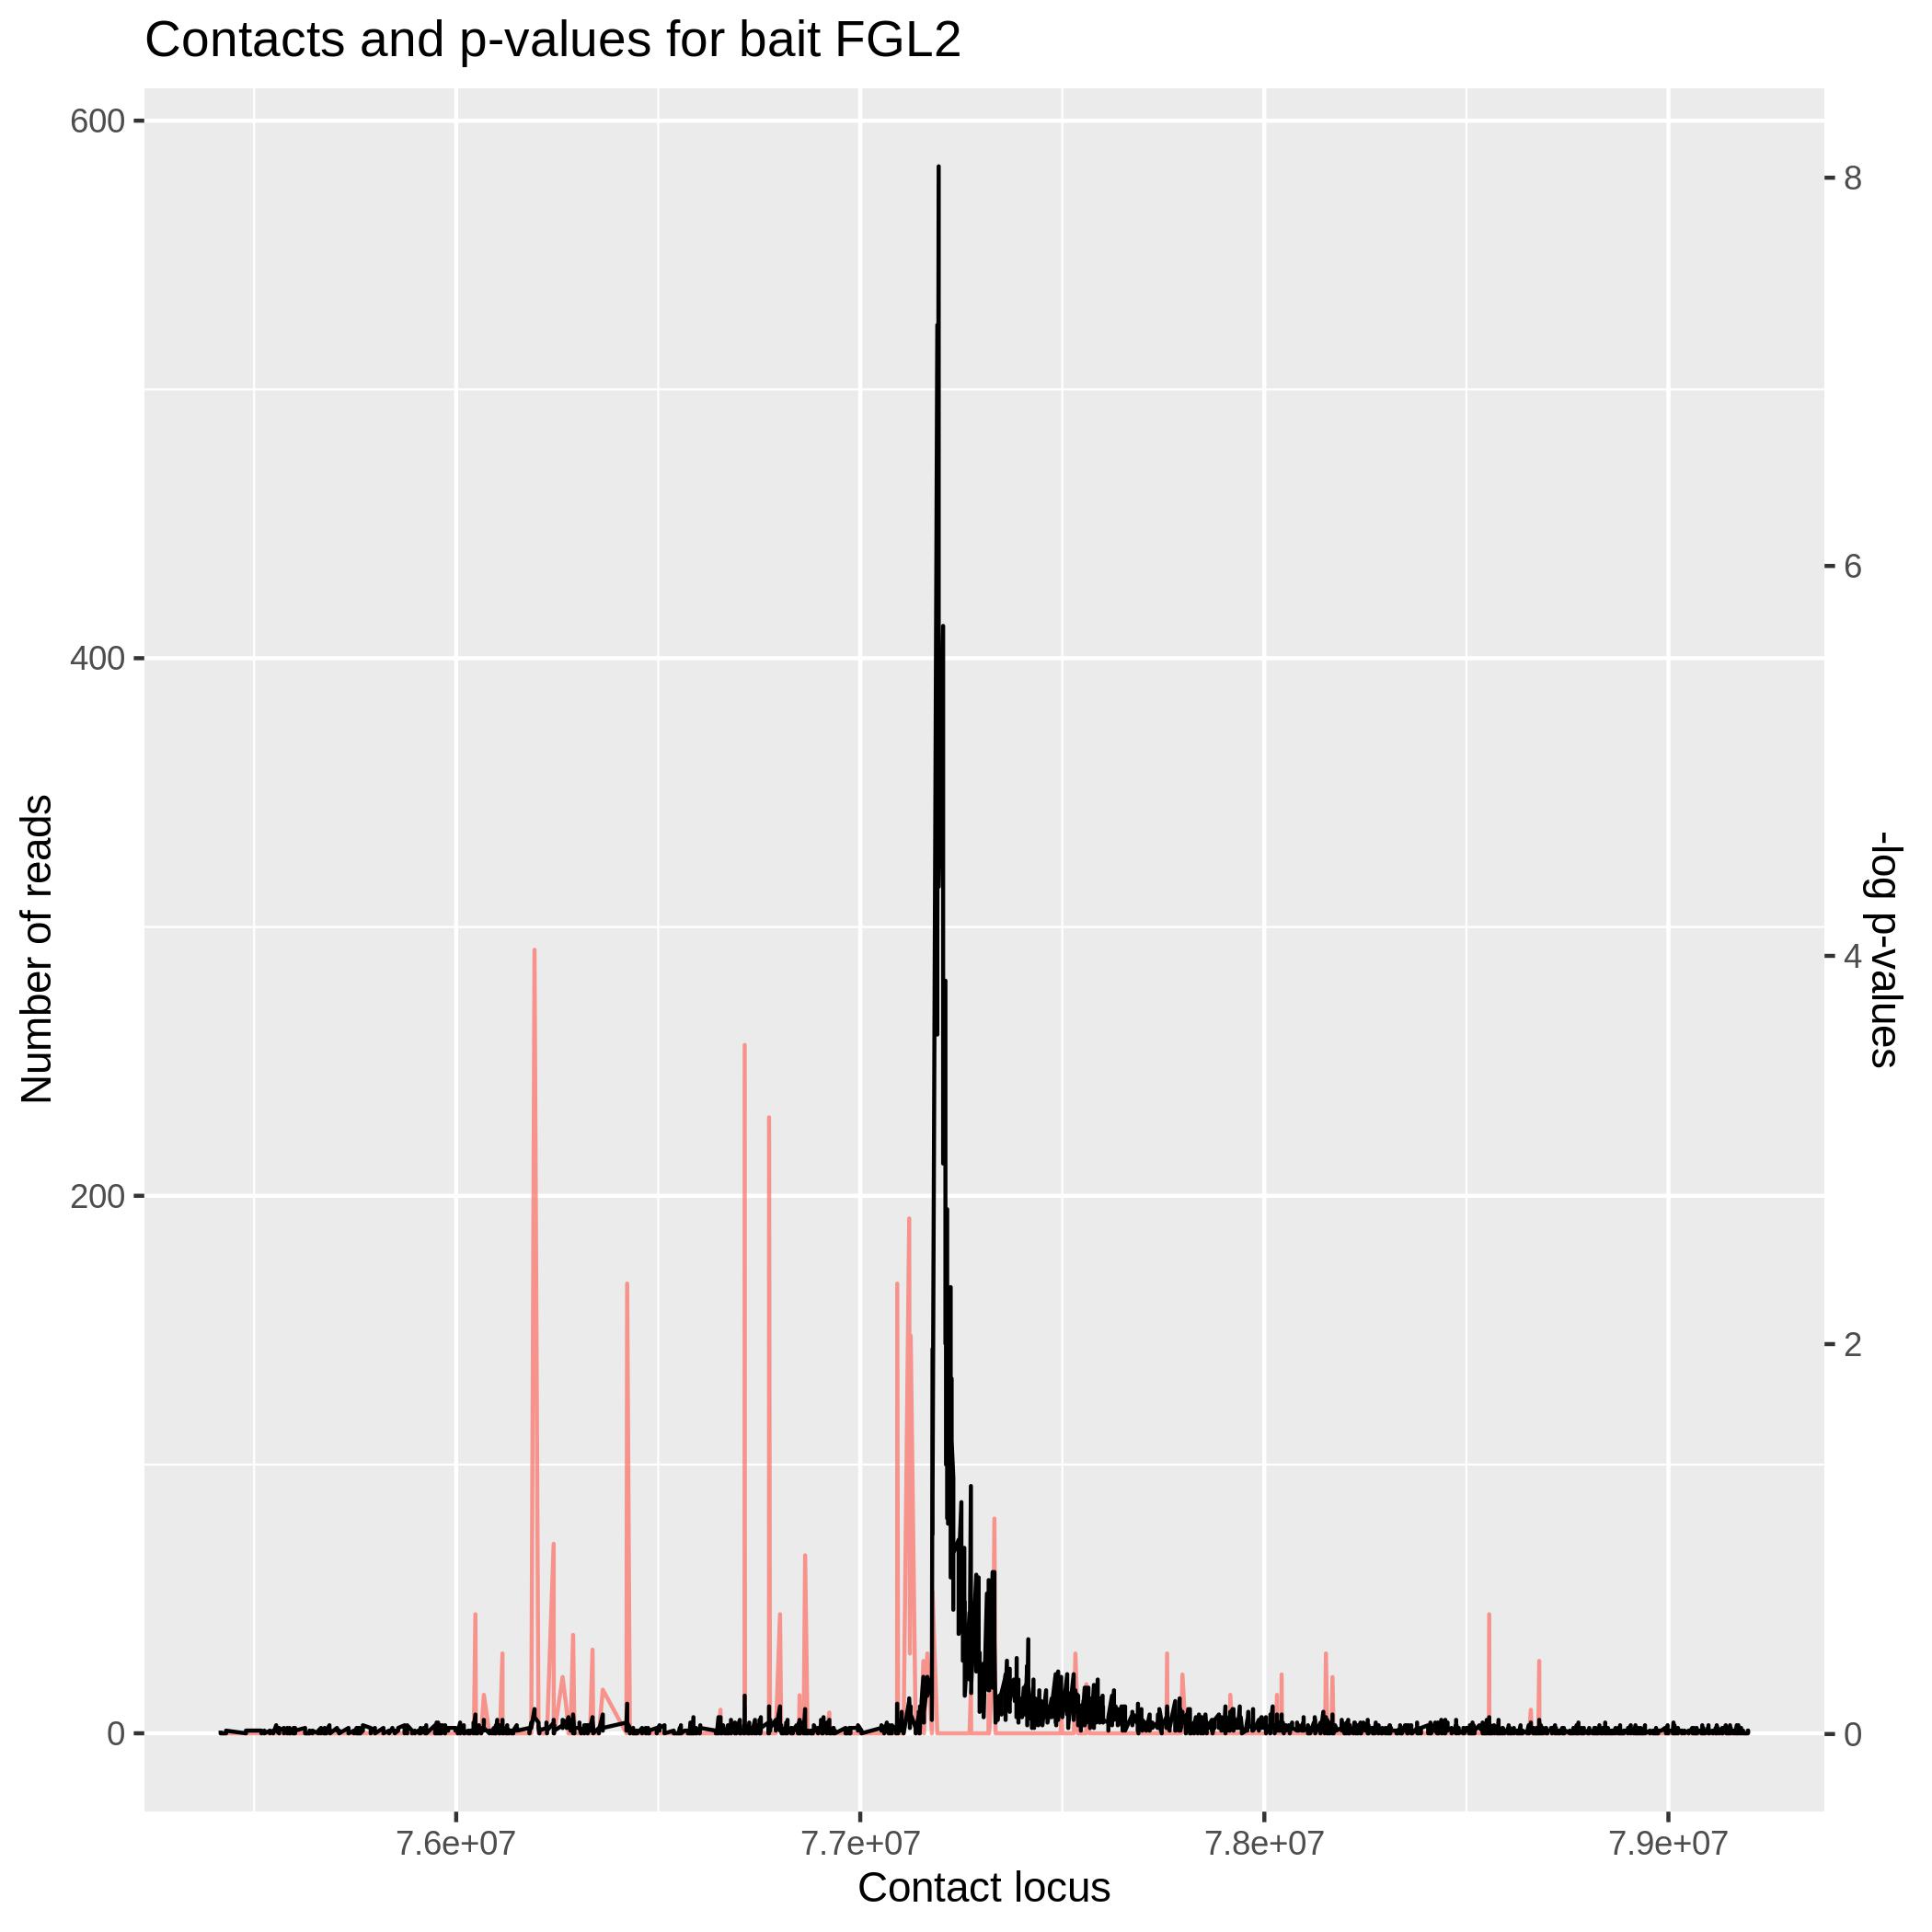 Contacts and p-values for bait FGL2
600
400
200
0
Number of reads
8
6
4
2
0
-log p-values
7.6e+07 7.7e+07 7.8e+07 7.9e+07
Contact locus